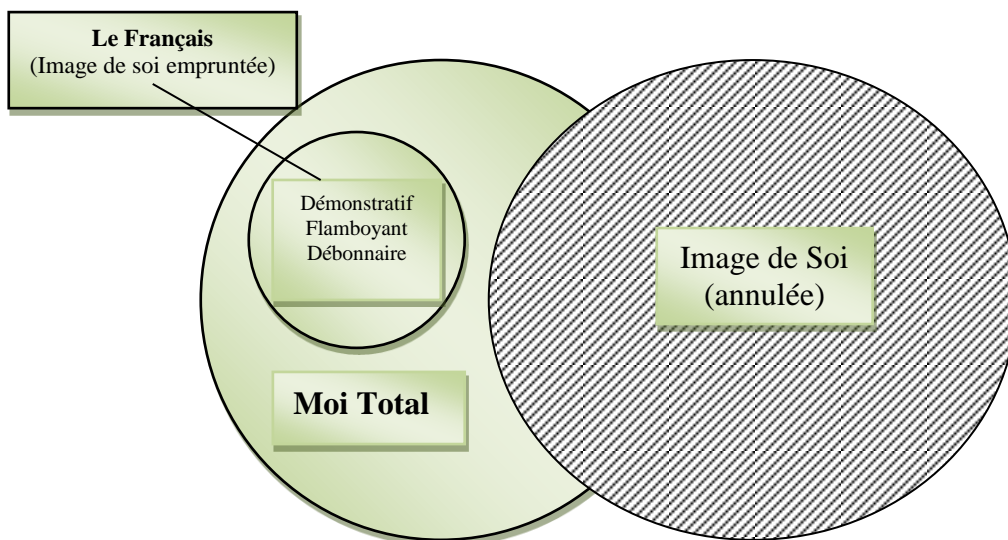 Le Français
(Image de soi empruntée)
Démonstratif
Flamboyant
Débonnaire
Image de Soi
(annulée)
Moi Total